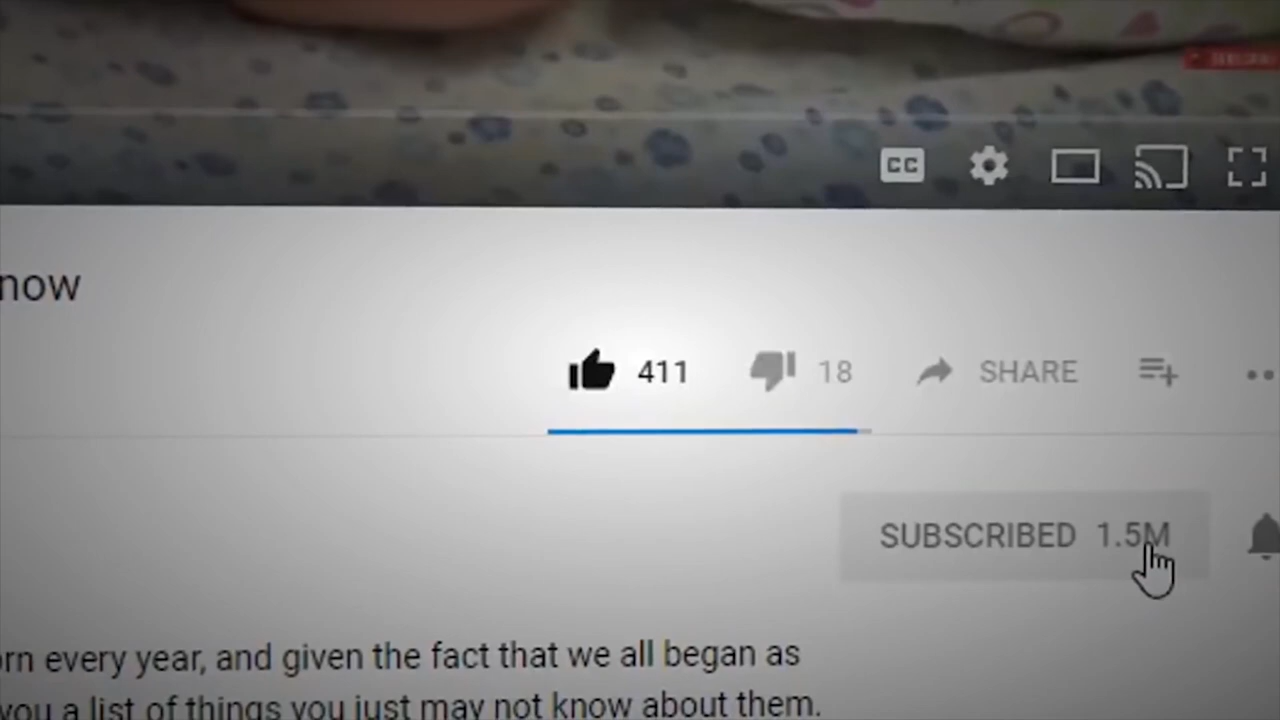 CC
now
411 18 SHARE
SUBSCRIBED 1.5M
every year, and given the fact that we all began as
you a list of things you just may not know about them.